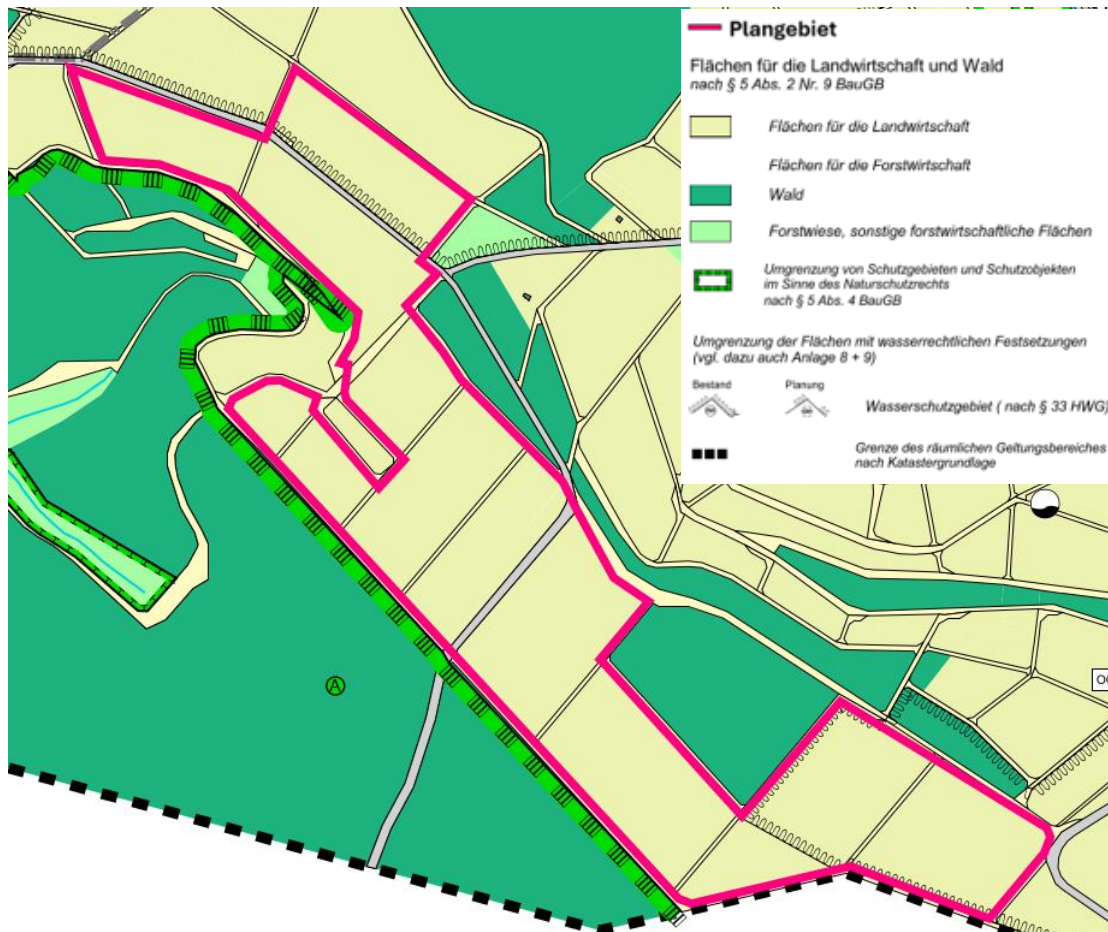 Plangebiet
Flächen für die Landwirtschaft und Wald
nach § 5 Abs. 2 Nr. 9 BauGB
Flächen für die Landwirtschaft
Flächen für die Forstwirtschaft
Wald
Forstwiese, sonstige forstwirtschaftliche Flächen
Umgrenzung von Schutzgebieten und Schutzobjekten
im Sinne des Naturschutzrechts
nach § 5 Abs. 4 BauGB
Umgrenzung der Flächen mit wasserrechtlichen Festsetzungen
(vgl. dazu auch Anlage 8 + 9)
Bestand Planung
Wasserschutzgebiet ( nach § 33 HWG)
Grenze des räumlichen Geltungsbereiches
nach Katastergrundlage
A